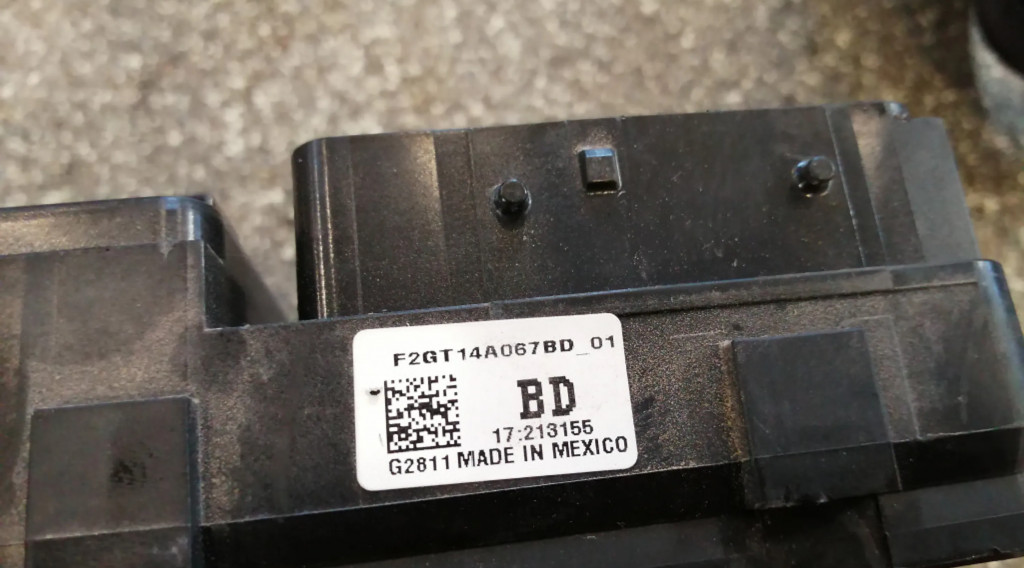 F2GT14A067BD_01
BD
17:213155
G2811 MADE IN MEXICO